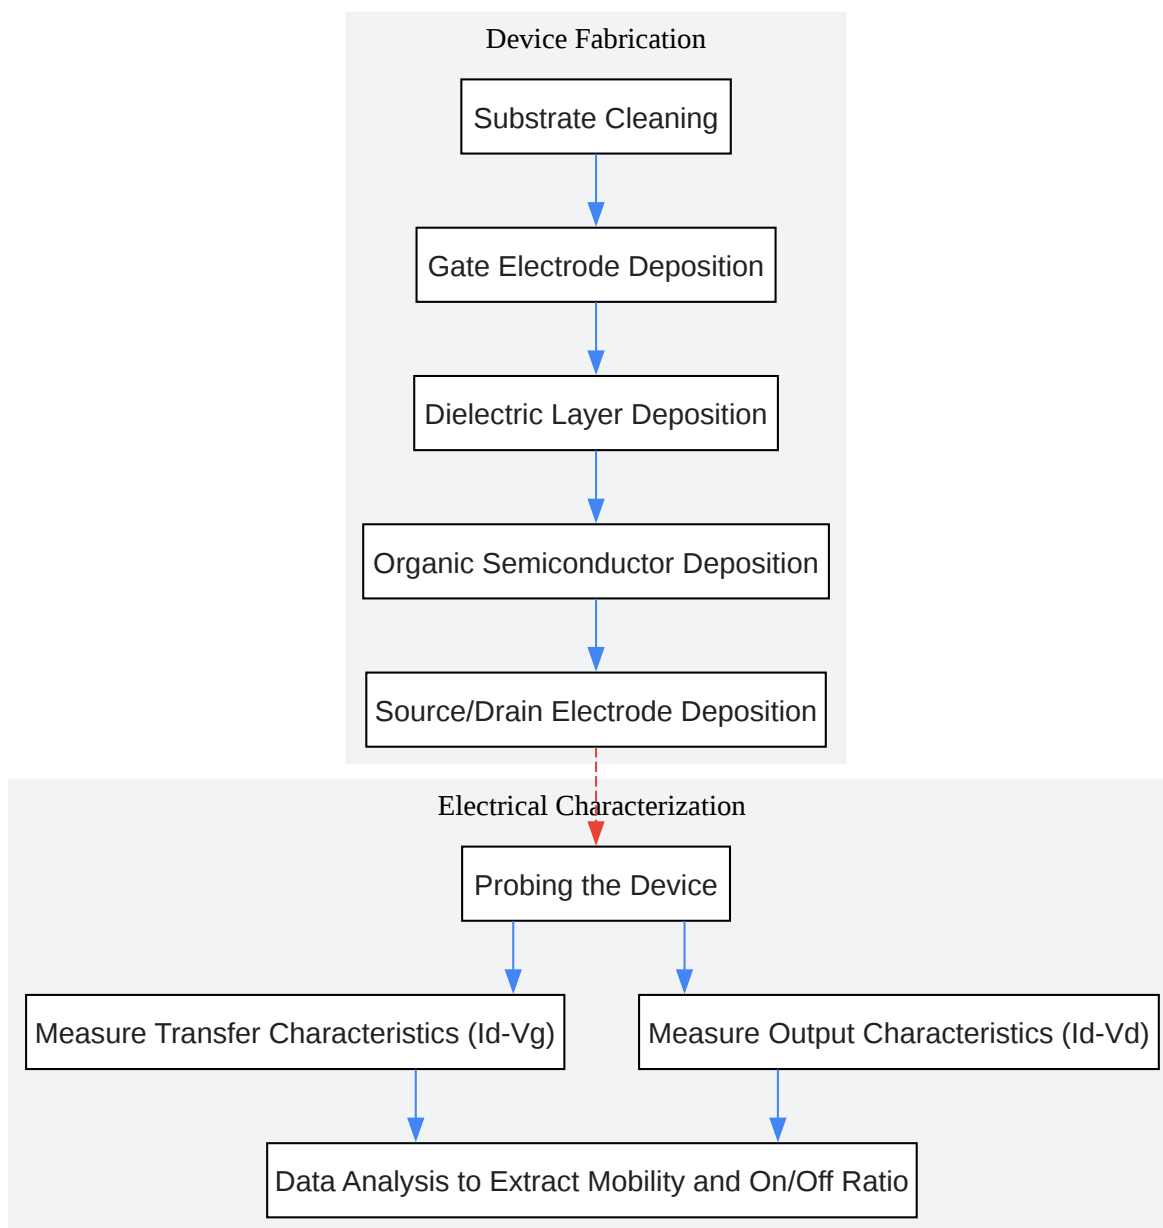 Device Fabrication
Substrate Cleaning
Gate Electrode Deposition
Dielectric Layer Deposition
Organic Semiconductor Deposition
Source/Drain Electrode Deposition
Electrical Characterization
Probing the Device
Measure Transfer Characteristics (Id-Vg)
Measure Output Characteristics (Id-Vd)
Data Analysis to Extract Mobility and On/Off Ratio